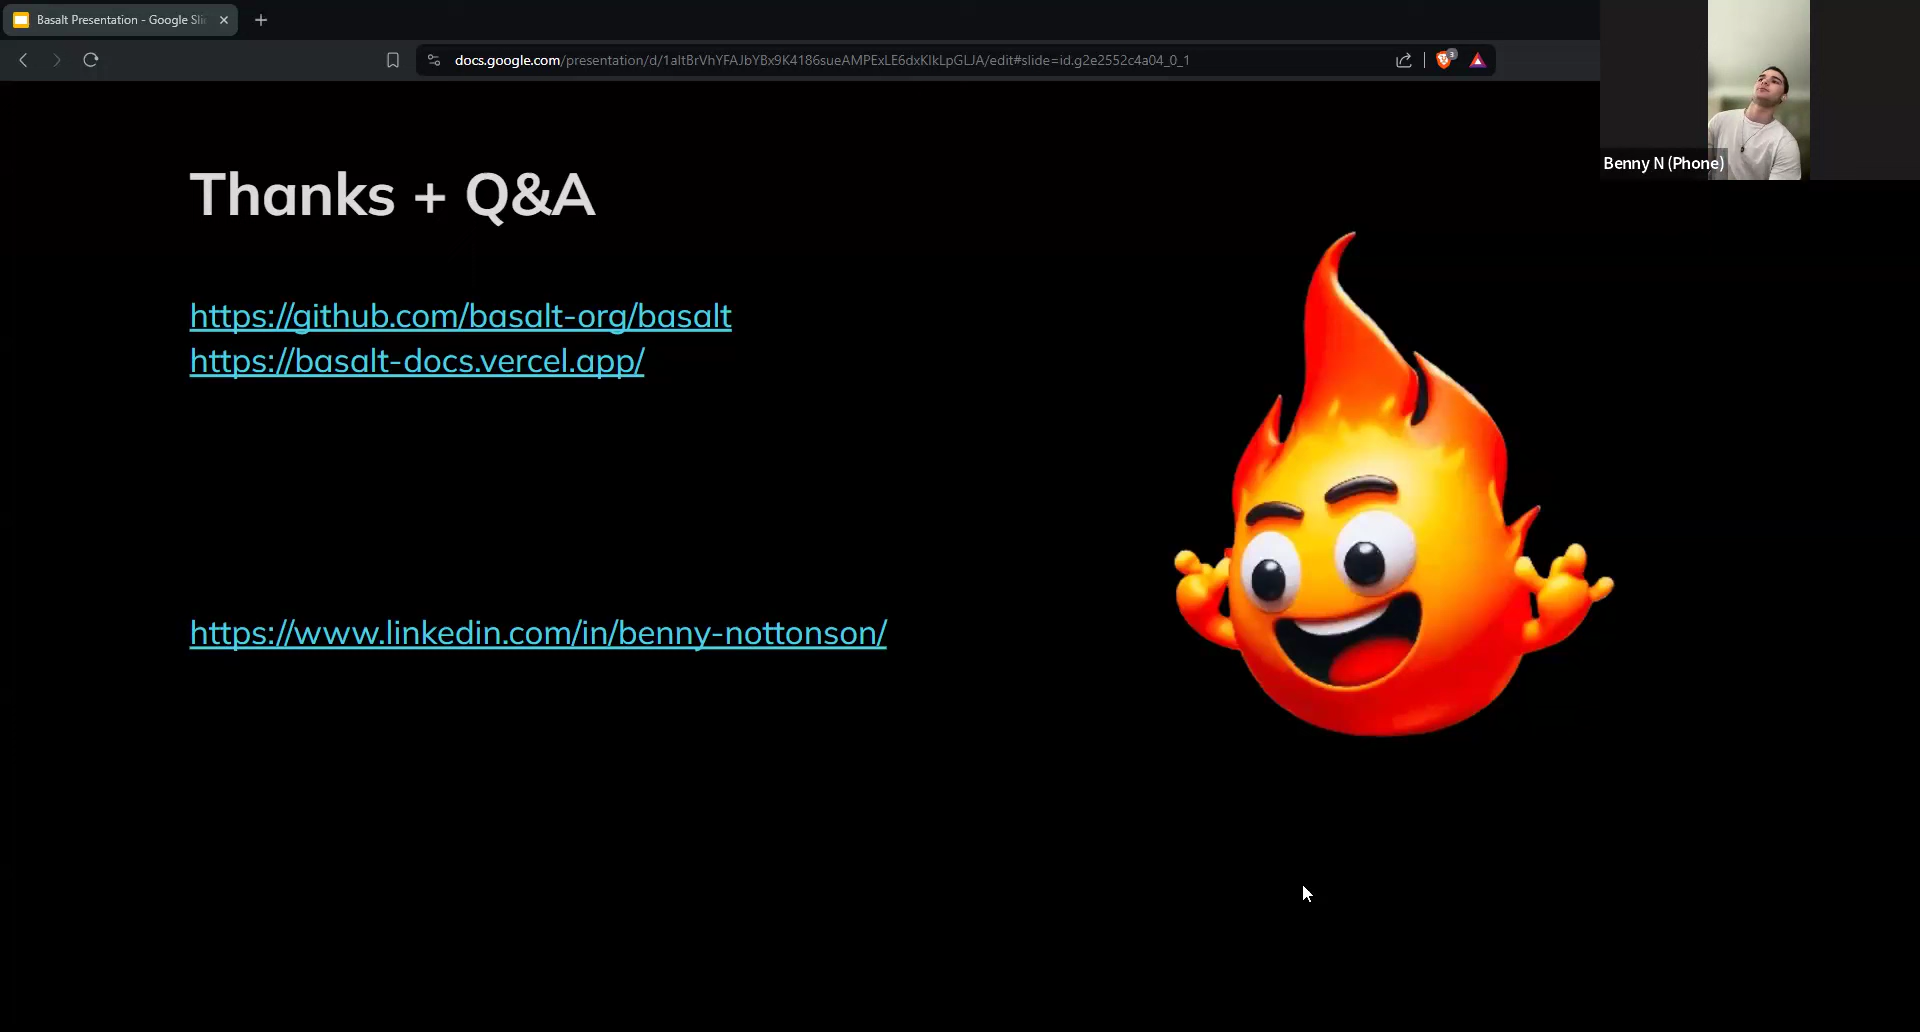 Basalt Presentation - Google Sli
docs.google.com/presentation/d/1altBrVhYFAJbYBx9K4186sueAMPExLE6dxKlkLpGLJA/edit#slide=id.g2e2552c4a04_0_1
3
Benny N (Phone)
Thanks + Q&A
https://github.com/basalt-org/basalt
https://basalt-docs.vercel.app/
https://www.linkedin.com/in/benny-nottonson/